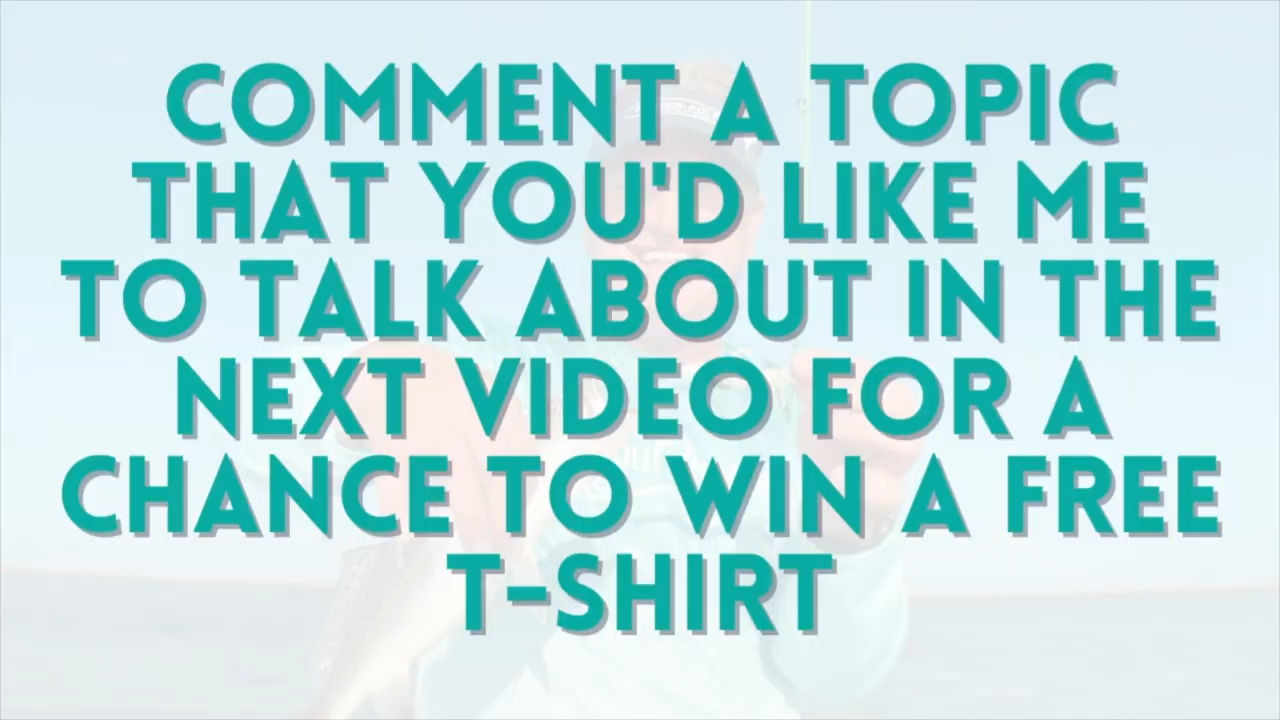 COMMENT A TOPIC
THAT YOU'D LIKE ME
TO TALK ABOUT IN THE
NEXT VIDEO FOR A
CHANCE TO WIN A FREE
T-SHIRT